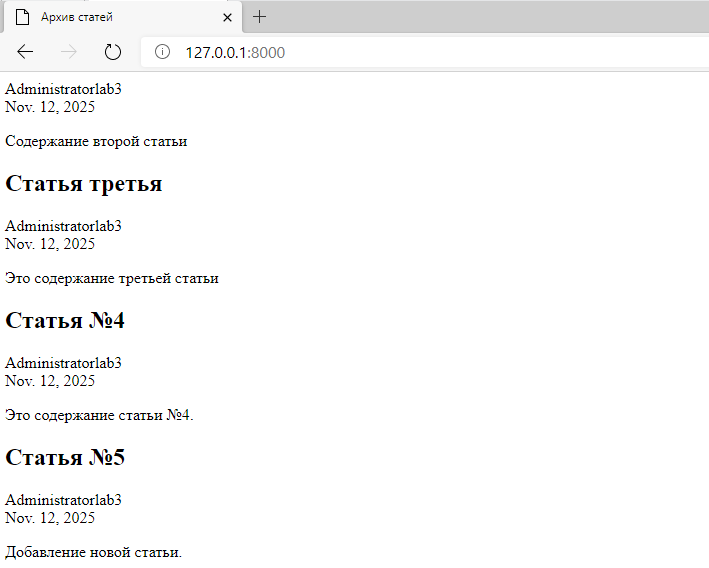 Архив статей
127.0.0.1:8000
Administratorlab3
Nov. 12, 2025
Содержание второй статьи
Статья третья
Administratorlab3
Nov. 12, 2025
Это содержание третьей статьи
Статья №4
Administratorlab3
Nov. 12, 2025
Это содержание статьи №4.
Статья №5
Administratorlab3
Nov. 12, 2025
Добавление новой статьи.